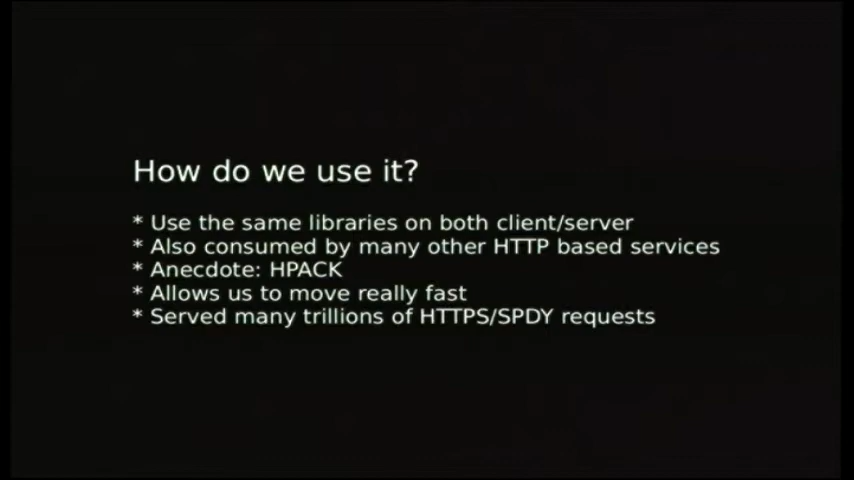 How do we use it?
* Use the same libraries on both client/server
* Also consumed by many other HTTP based services
* Anecdote: HPACK
* Allows us to move really fast
* Served many trillions of HTTPS/SPDY requests